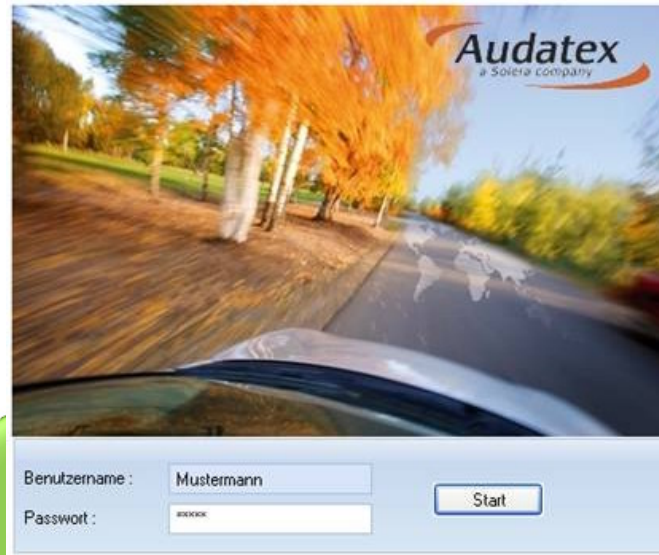 Audatex
a Solera company
Benutzername :
Mustermann
Passwort :
*****
Start